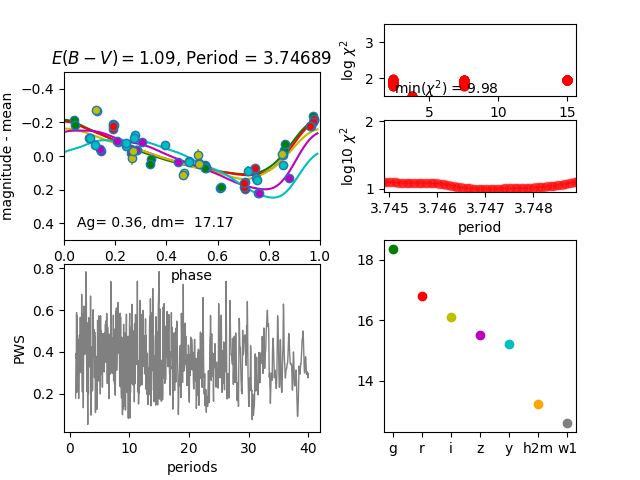 E(B − V) = 1.09, Period = 3.74689
magnitude - mean
−0.4
−0.2
0.0
0.2
0.4
Ag= 0.36, dm= 17.17
0.0 0.2 0.4 0.6 0.8 1.0
phase
log χ²
3
2
min(χ²) = 9.98
5 10 15
log10 χ²
2
1
3.745 3.746 3.747 3.748
period
PWS
0.8
0.6
0.4
0.2
0 10 20 30 40
periods
18
16
14
g r i z y h2m w1